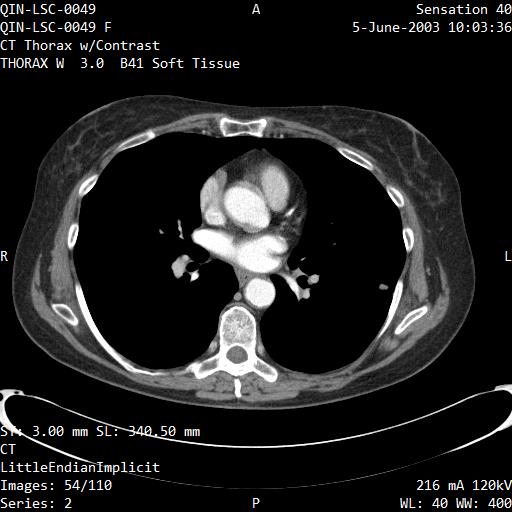 QIN-LSC-0049 A Sensation 40
QIN-LSC-0049 F 5-June-2003 10:03:36
CT Thorax w/Contrast
THORAX W 3.0 B41 Soft Tissue
R L
ST: 3.00 mm SL: 340.50 mm
CT
LittleEndianImplicit
Images: 54/110 216 mA 120kV
Series: 2 P WL: 40 WW: 400